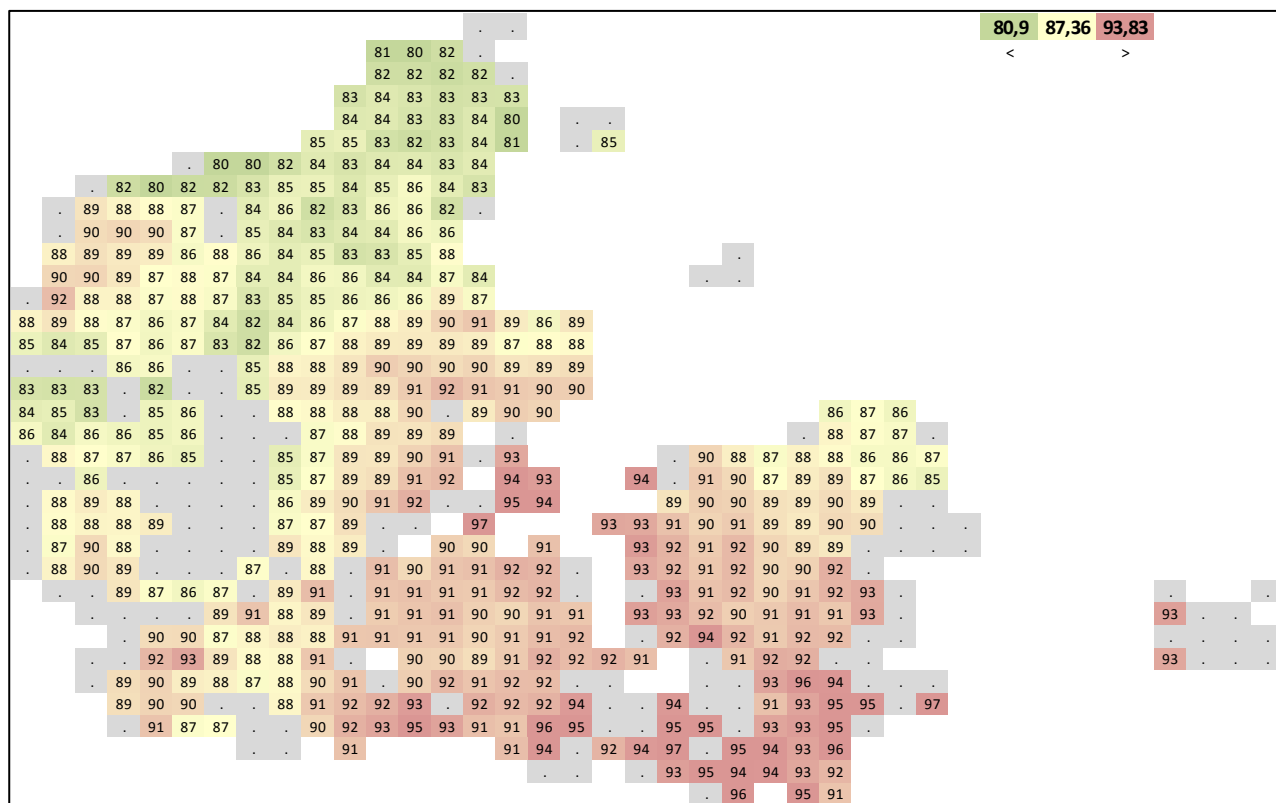 . . 80,9 87,36 93,83
81 80 82 . < >
82 82 82 82 .
83 84 83 83 83 83
84 84 83 83 84 80 . .
85 85 83 82 83 84 81 . 85
. 80 80 82 84 83 84 84 83 84
. 82 80 82 82 83 85 85 84 85 86 84 83
. 89 88 88 87 . 84 86 82 83 86 86 82 .
. 90 90 90 87 . 85 84 83 84 84 86 86
88 89 89 89 86 88 86 84 85 83 83 85 88 .
90 90 89 87 88 87 84 84 86 86 84 84 87 84 . .
. 92 88 88 87 88 87 83 85 85 86 86 86 89 87
88 89 88 87 86 87 84 82 84 86 87 88 89 90 91 89 86 89
85 84 85 87 86 87 83 82 86 87 88 89 89 89 89 87 88 88
. . . 86 86 . . 85 88 88 89 90 90 90 90 89 89 89
83 83 83 . 82 . . 85 89 89 89 89 91 92 91 91 90 90
84 85 83 . 85 86 . . 88 88 88 88 90 . 89 90 90 86 87 86
86 84 86 86 85 86 . . . 87 88 89 89 89 . . 88 87 87 .
. 88 87 87 86 85 . . 85 87 89 89 90 91 . 93 . 90 88 87 88 88 86 86 87
. . 86 . . . . . 85 87 89 89 91 92 94 93 94 . 91 90 87 89 89 87 86 85
. 88 89 88 . . . . 86 89 90 91 92 . . 95 94 89 90 90 89 89 90 89 . .
. 88 88 88 89 . . . 87 87 89 . . 97 93 93 91 90 91 89 89 90 90 . . .
. 87 90 88 . . . . 89 88 89 . 90 90 91 93 92 91 92 90 89 89 . . . .
. 88 90 89 . . . 87 . 88 . 91 90 91 91 92 92 . . 93 92 91 92 90 90 92 .
. . 89 87 86 87 . 89 91 . 91 91 91 91 92 92 . . . 93 91 92 90 91 92 93 . . .
. . . . 89 91 88 89 . 91 91 91 90 90 91 91 . 93 93 92 90 91 91 91 93 . 93 . .
. 90 90 87 88 88 88 91 91 91 91 90 91 91 92 . . 92 94 92 91 92 92 . . . . . .
. . 92 93 89 88 88 91 . 90 90 89 91 92 92 92 91 . 91 92 92 . . 93 . . .
. 89 90 89 88 87 88 90 91 . 90 92 91 92 92 . . . . 93 96 94 . . .
89 90 90 . . 88 91 92 92 93 . 92 92 92 94 . . 94 . . 91 93 95 95 . 97
. 91 87 87 . . 90 92 93 95 93 91 91 96 95 . . 95 95 . 93 93 95 .
. . 91 91 94 . 92 94 97 . 95 94 93 96
. . . 93 95 94 94 93 92
. 96 95 91